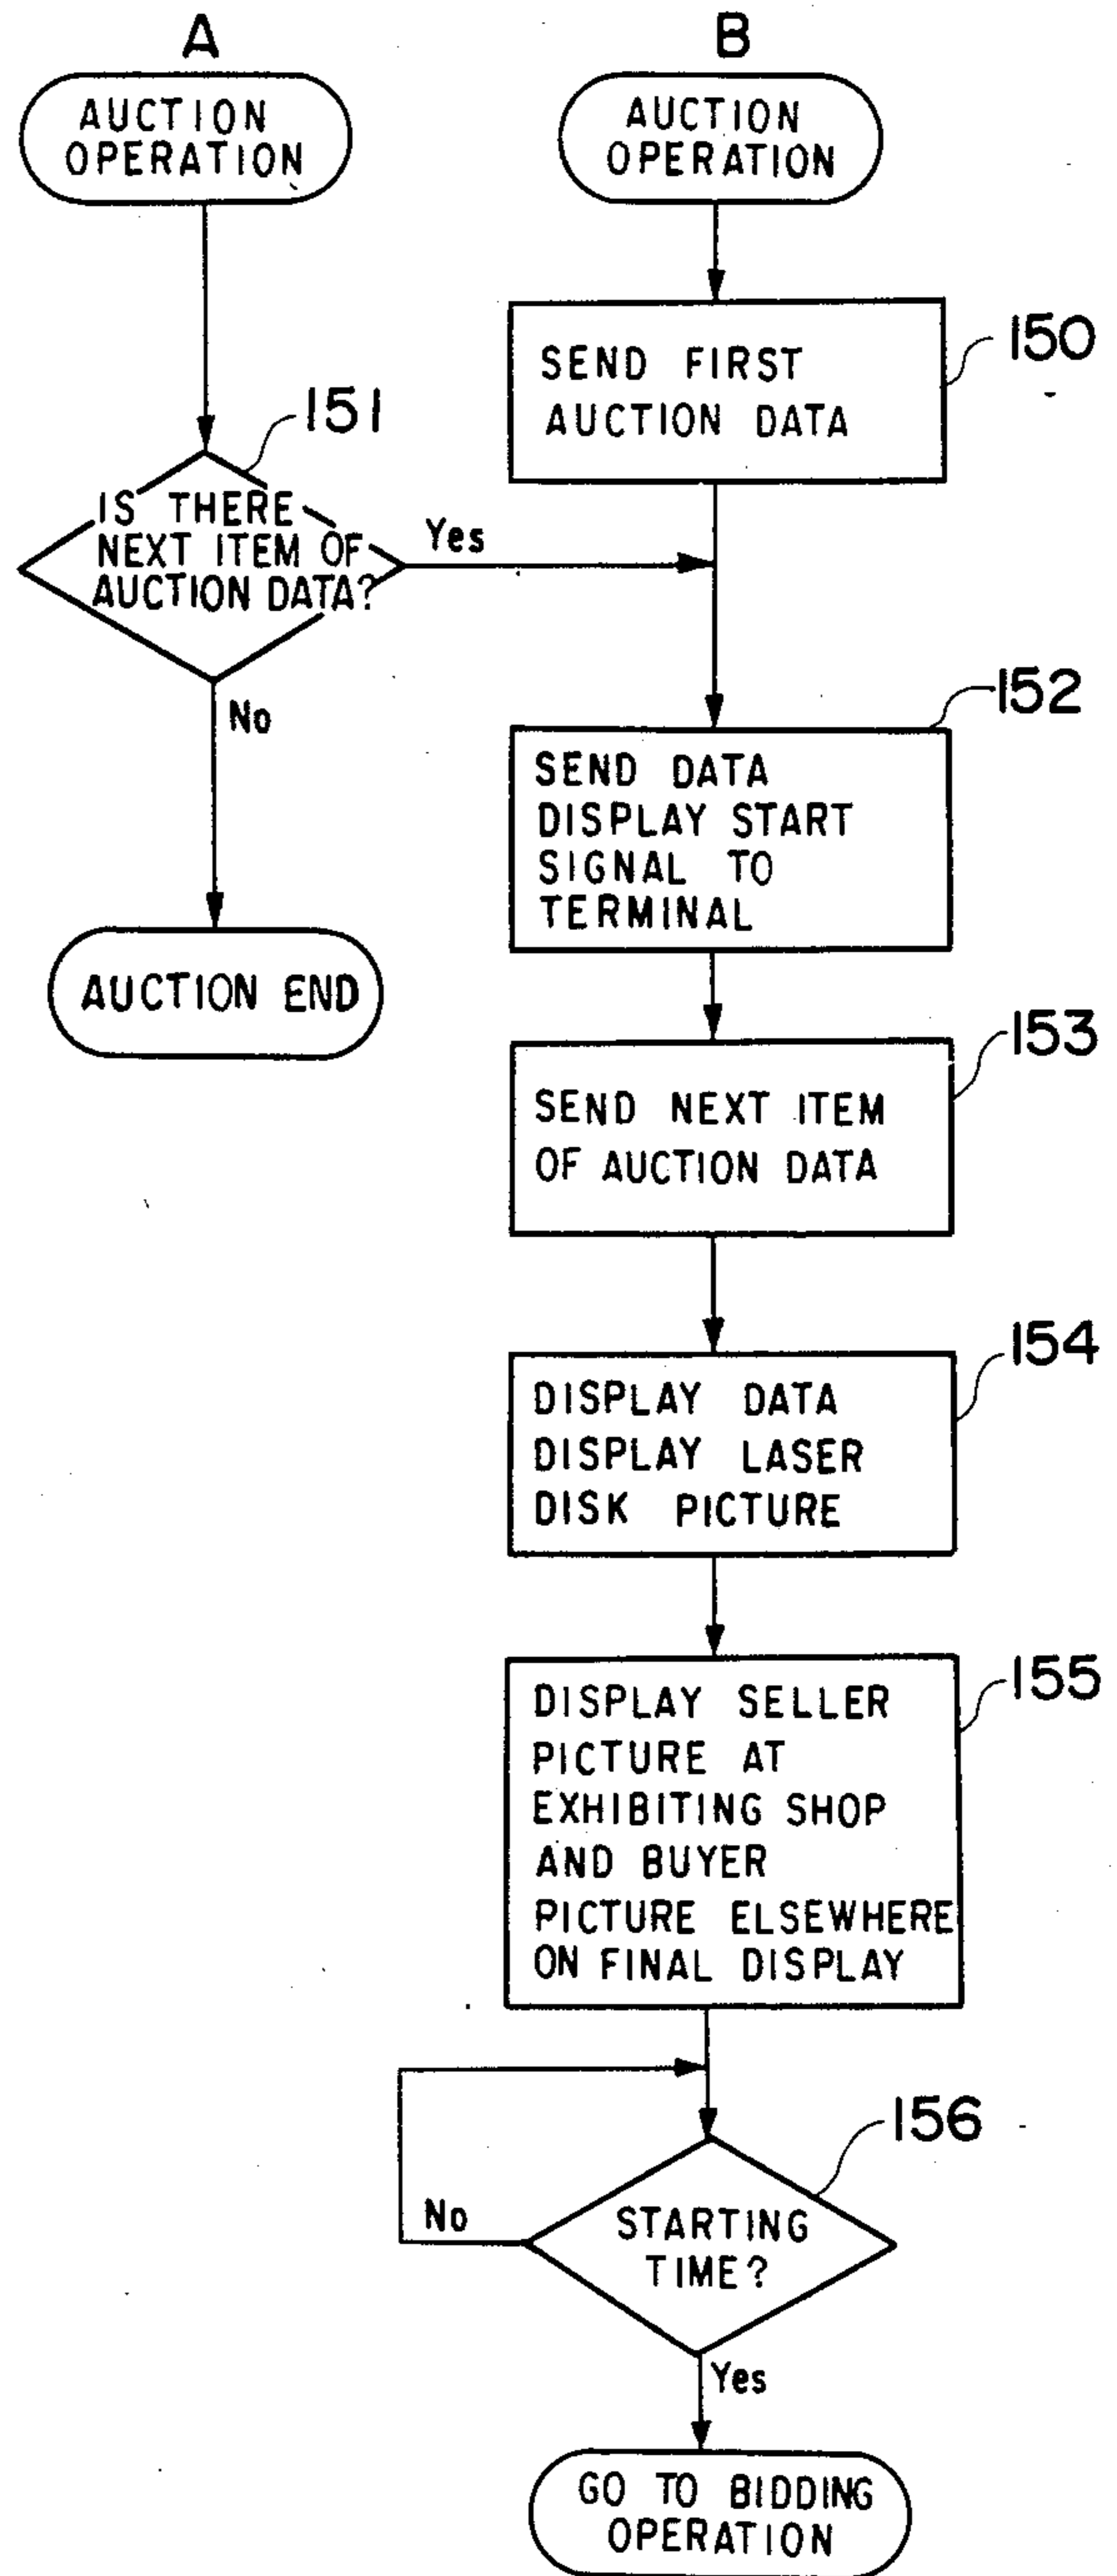 A
AUCTION
OPERATION
151
IS THERE
NEXT ITEM OF
AUCTION DATA?
Yes
No
AUCTION END
B
AUCTION
OPERATION
150
SEND FIRST
AUCTION DATA
152
SEND DATA
DISPLAY START
SIGNAL TO
TERMINAL
153
SEND NEXT ITEM
OF AUCTION DATA
154
DISPLAY DATA
DISPLAY LASER
DISK PICTURE
155
DISPLAY SELLER
PICTURE AT
EXHIBITING SHOP
AND BUYER
PICTURE ELSEWHERE
ON FINAL DISPLAY
156
STARTING
TIME?
No
Yes
GO TO BIDDING
OPERATION